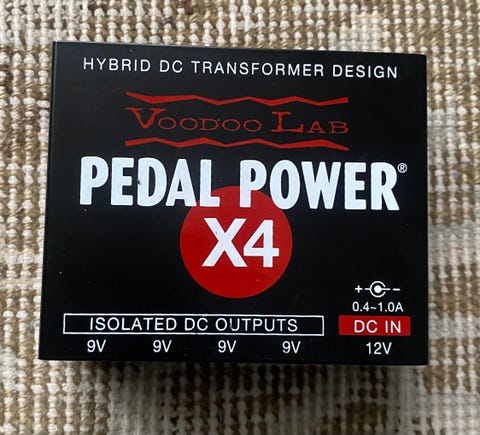 HYBRID DC TRANSFORMER DESIGN
VOODOO LAB
PEDAL POWER®
X4
+ -
0.4~1.0A
ISOLATED DC OUTPUTS DC IN
9V 9V 9V 9V 12V